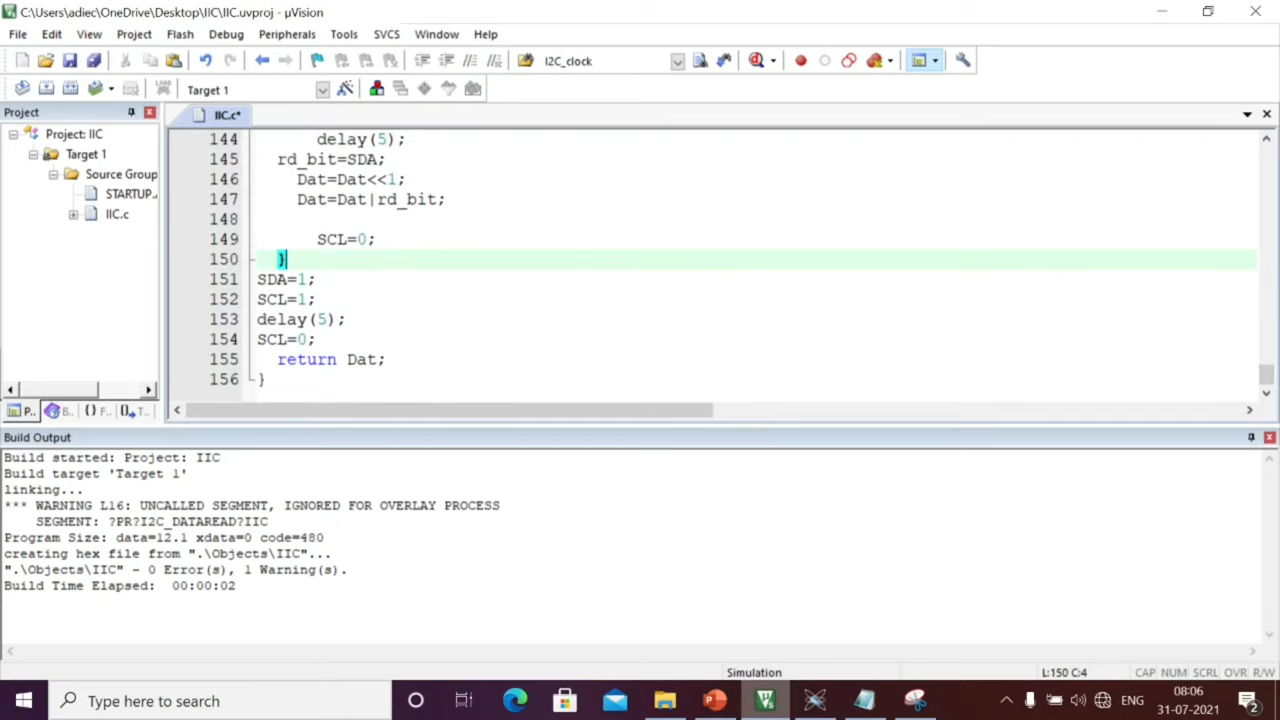 C:\Users\adiec\OneDrive\Desktop\IIC\IIC.uvproj - µVision
File Edit View Project Flash Debug Peripherals Tools SVCS Window Help
I2C_clock
LOAD Target 1
Project
IIC.c*
Project: IIC
Target 1
Source Group
STARTUP.
IIC.c
P.. B.. {} F.. T..
144 delay(5);
145 rd_bit=SDA;
146 Dat=Dat<<1;
147 Dat=Dat|rd_bit;
148
149 SCL=0;
150 }
151 SDA=1;
152 SCL=1;
153 delay(5);
154 SCL=0;
155 return Dat;
156 }
Build Output
Build started: Project: IIC
Build target 'Target 1'
linking...
*** WARNING L16: UNCALLED SEGMENT, IGNORED FOR OVERLAY PROCESS
SEGMENT: ?PR?I2C_DATAREAD?IIC
Program Size: data=12.1 xdata=0 code=480
creating hex file from ".\Objects\IIC"...
".\Objects\IIC" - 0 Error(s), 1 Warning(s).
Build Time Elapsed: 00:00:02
Simulation L:150 C:4 CAP NUM SCRL OVR R/W
Type here to search
ENG
08:06
31-07-2021
2